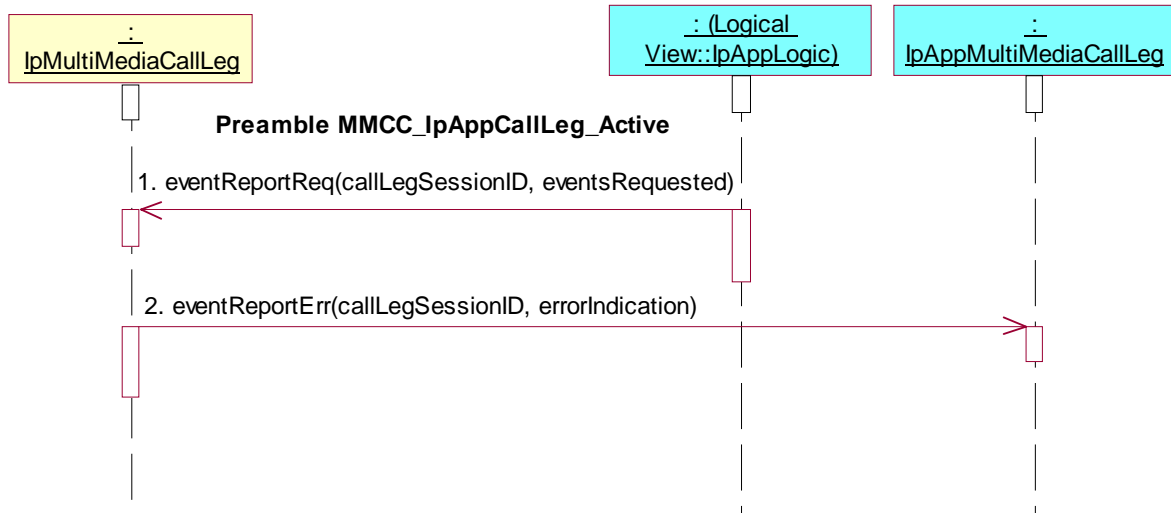 :
IpMultiMediaCallLeg
: (Logical
View::IpAppLogic)
:
IpAppMultiMediaCallLeg
Preamble MMCC_IpAppCallLeg_Active
1. eventReportReq(callLegSessionID, eventsRequested)
2. eventReportErr(callLegSessionID, errorIndication)